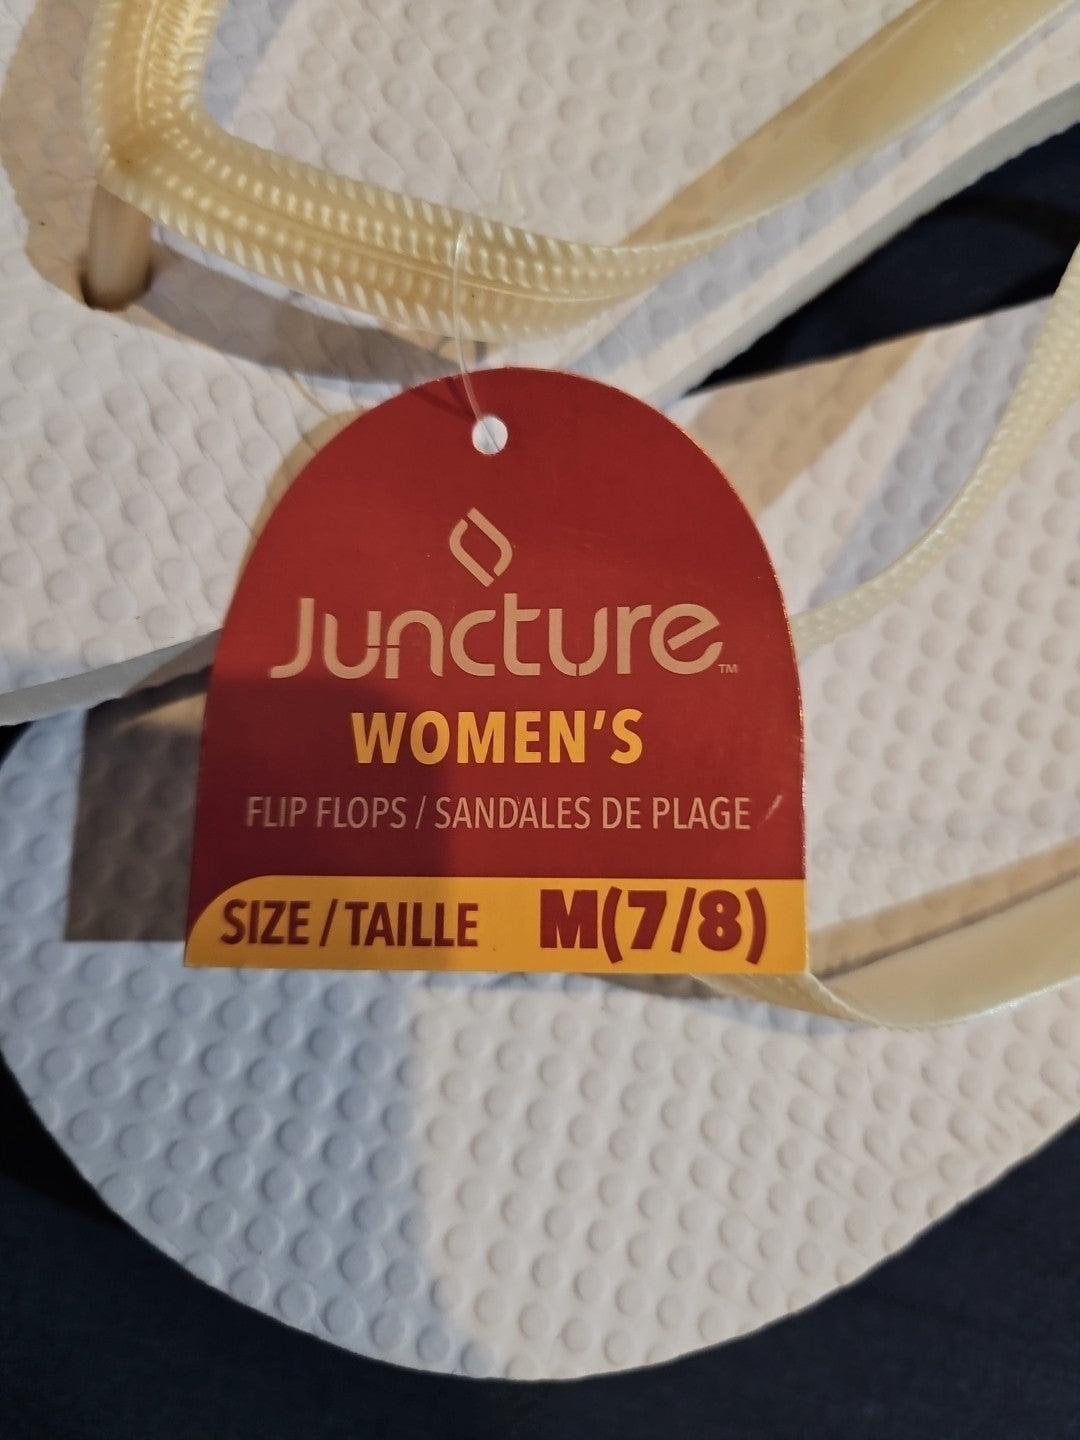 Juncture™
WOMEN'S
FLIP FLOPS / SANDALES DE PLAGE
SIZE / TAILLE M(7/8)